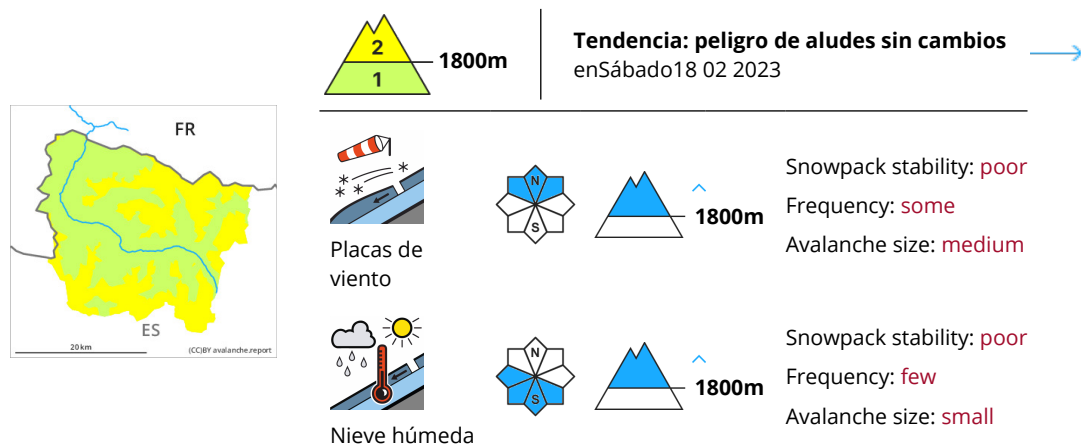 2
1
1800m
Tendencia: peligro de aludes sin cambios
enSábado18 02 2023
FR
ES
20 km
(CC)BY avalanche.report
N
S
1800m
Placas de
viento
Snowpack stability: poor
Frequency: some
Avalanche size: medium
N
S
1800m
Nieve húmeda
Snowpack stability: poor
Frequency: few
Avalanche size: small